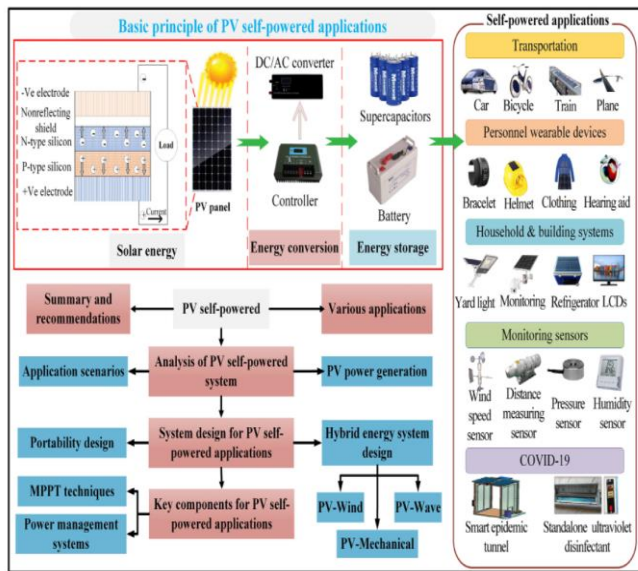 Basic principle of PV self-powered applications
-Ve electrode
Nonreflecting
shield
N-type silicon
P-type silicon
+Ve electrode
Load
Current
PV panel
Solar energy
DC/AC converter
Controller
Energy conversion
Supercapacitors
Battery
Energy storage
Self-powered applications
Transportation
Car
Bicycle
Train
Plane
Personnel wearable devices
Bracelet
Helmet
Clothing
Hearing aid
Household & building systems
Yard light
Monitoring
Refrigerator
LCDs
Monitoring sensors
Wind
speed
sensor
Distance
measuring
sensor
Pressure
sensor
Humidity
sensor
COVID-19
Smart epidemic
tunnel
Standalone ultraviolet
disinfectant
Summary and
recommendations
PV self-powered
Various applications
Application scenarios
Analysis of PV self-powered
system
PV power generation
Portability design
System design for PV self-
powered applications
Hybrid energy system
design
MPPT techniques
Power management
systems
Key components for PV self-
powered applications
PV-Wind
PV-Wave
PV-Mechanical